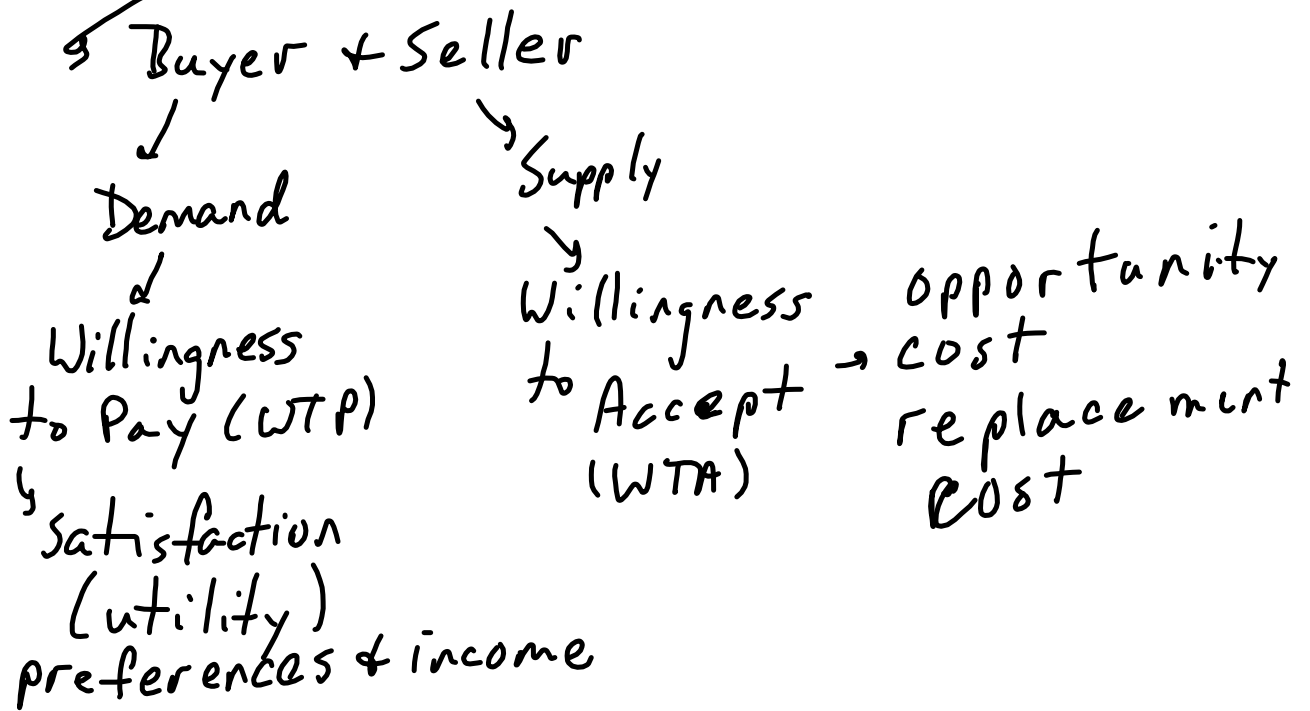 Buyer + Seller
Demand
Supply
Willingness
to Pay (WTP)
Willingness
to Accept
(WTA)
opportunity
cost
replacement
cost
satisfaction
(utility)
preferences + income